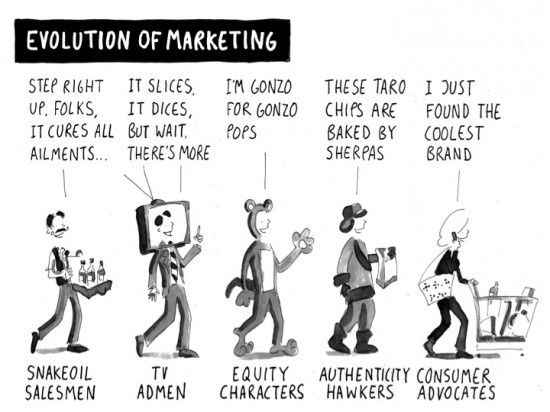 EVOLUTION OF MARKETING
STEP RIGHT
UP, FOLKS,
IT CURES ALL
AILMENTS...
IT SLICES,
IT DICES,
BUT WAIT,
THERE'S MORE
I'M GONZO
FOR GONZO
POPS
THESE TARO
CHIPS ARE
BAKED BY
SHERPAS
I JUST
FOUND THE
COOLEST
BRAND
SNAKEOIL
SALESMEN
TV
ADMEN
EQUITY
CHARACTERS
AUTHENTICITY
HAWKERS
CONSUMER
ADVOCATES